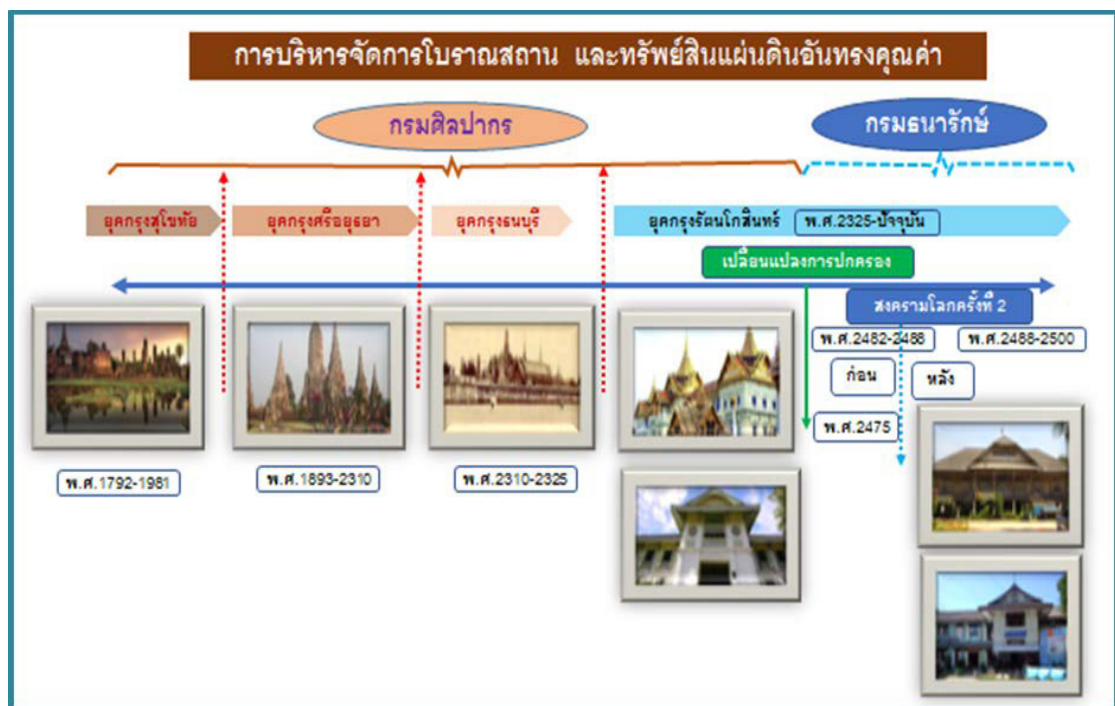 การบริหารจัดการโบราณสถาน และทรัพย์สินแผ่นดินอันทรงคุณค่า
กรมศิลปากร
กรมธนารักษ์
ยุคกรุงสุโขทัย
ยุคกรุงศรีอยุธยา
ยุคกรุงธนบุรี
ยุคกรุงรัตนโกสินทร์
พ.ศ.2325-ปัจจุบัน
เปลี่ยนแปลงการปกครอง
สงครามโลกครั้งที่ 2
พ.ศ.2482-2488
พ.ศ.2488-2500
ก่อน
หลัง
พ.ศ.2475
พ.ศ.1792-1981
พ.ศ.1893-2310
พ.ศ.2310-2325